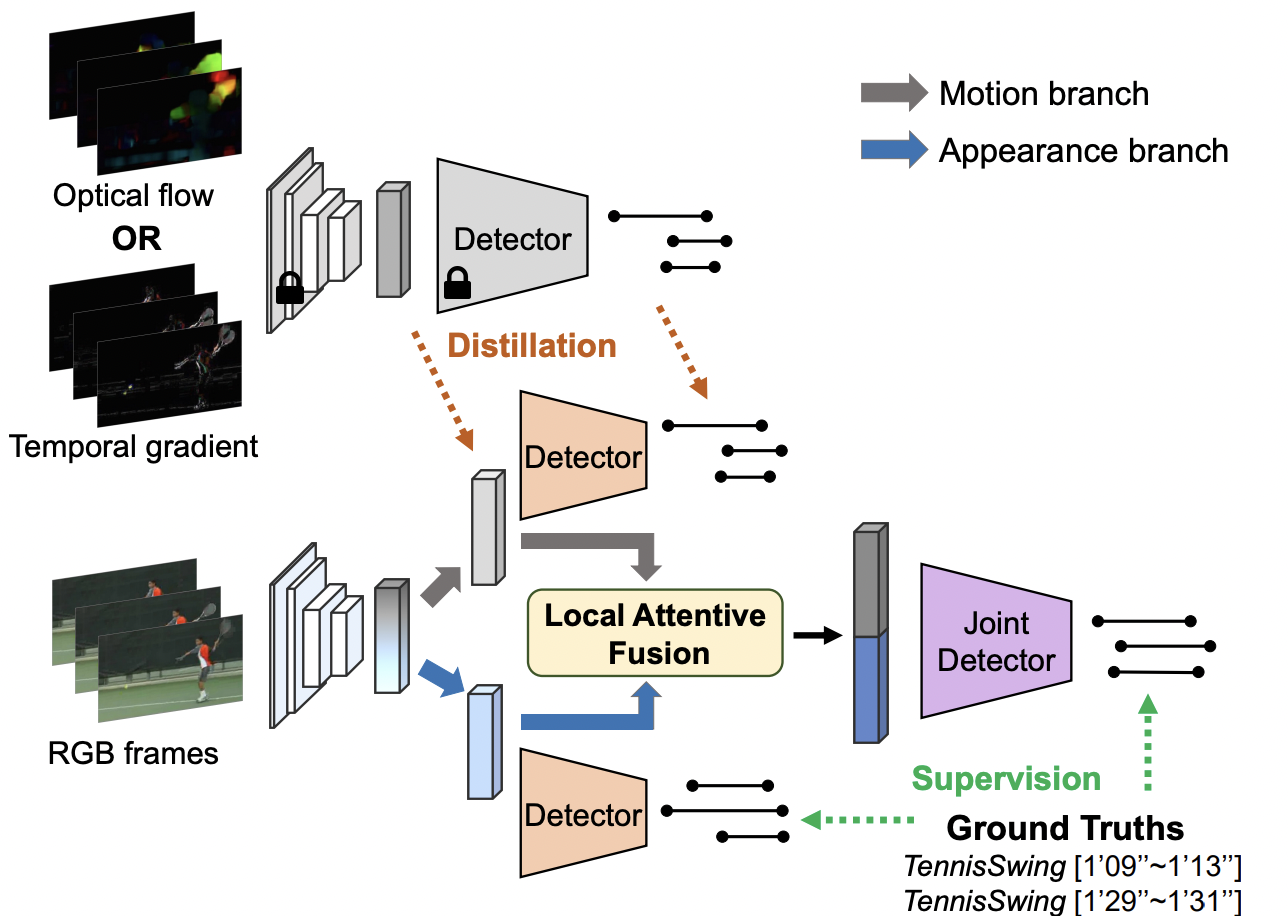 Motion branch
Appearance branch
Optical flow
OR
Temporal gradient
Detector
Distillation
Detector
RGB frames
Local Attentive
Fusion
Joint
Detector
Detector
Supervision
Ground Truths
TennisSwing [1’09’’~1’13’’]
TennisSwing [1’29’’~1’31’’]